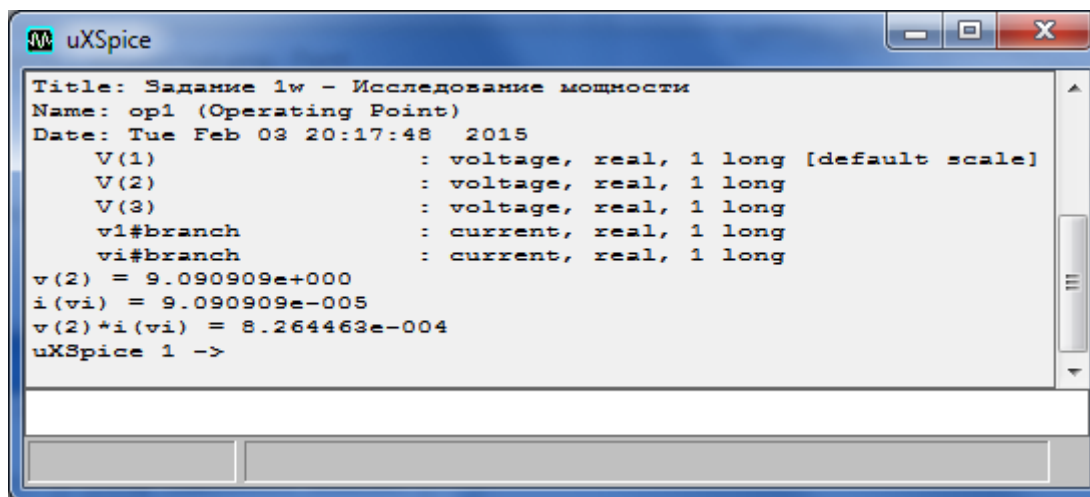 uXSpice
Title: Задание 1w - Исследование мощности
Name: op1 (Operating Point)
Date: Tue Feb 03 20:17:48  2015
V(1) : voltage, real, 1 long [default scale]
V(2) : voltage, real, 1 long
V(3) : voltage, real, 1 long
v1#branch : current, real, 1 long
vi#branch : current, real, 1 long
v(2) = 9.090909e+000
i(vi) = 9.090909e-005
v(2)*i(vi) = 8.264463e-004
uXSpice 1 ->